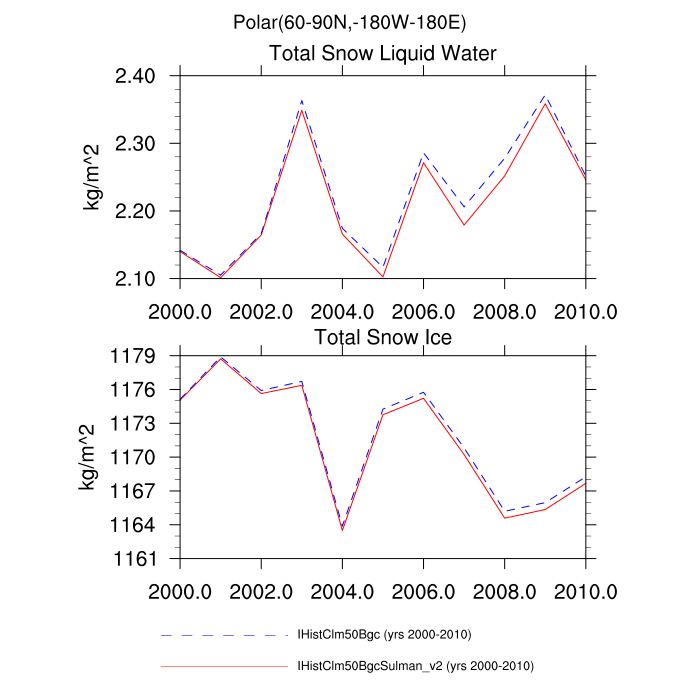 Polar(60-90N,-180W-180E)
Total Snow Liquid Water
2.40
2.30
2.20
2.10
kg/m^2
2000.0 2002.0 2004.0 2006.0 2008.0 2010.0
Total Snow Ice
1179
1176
1173
1170
1167
1164
1161
kg/m^2
2000.0 2002.0 2004.0 2006.0 2008.0 2010.0
IHistClm50Bgc (yrs 2000-2010)
IHistClm50BgcSulman_v2 (yrs 2000-2010)